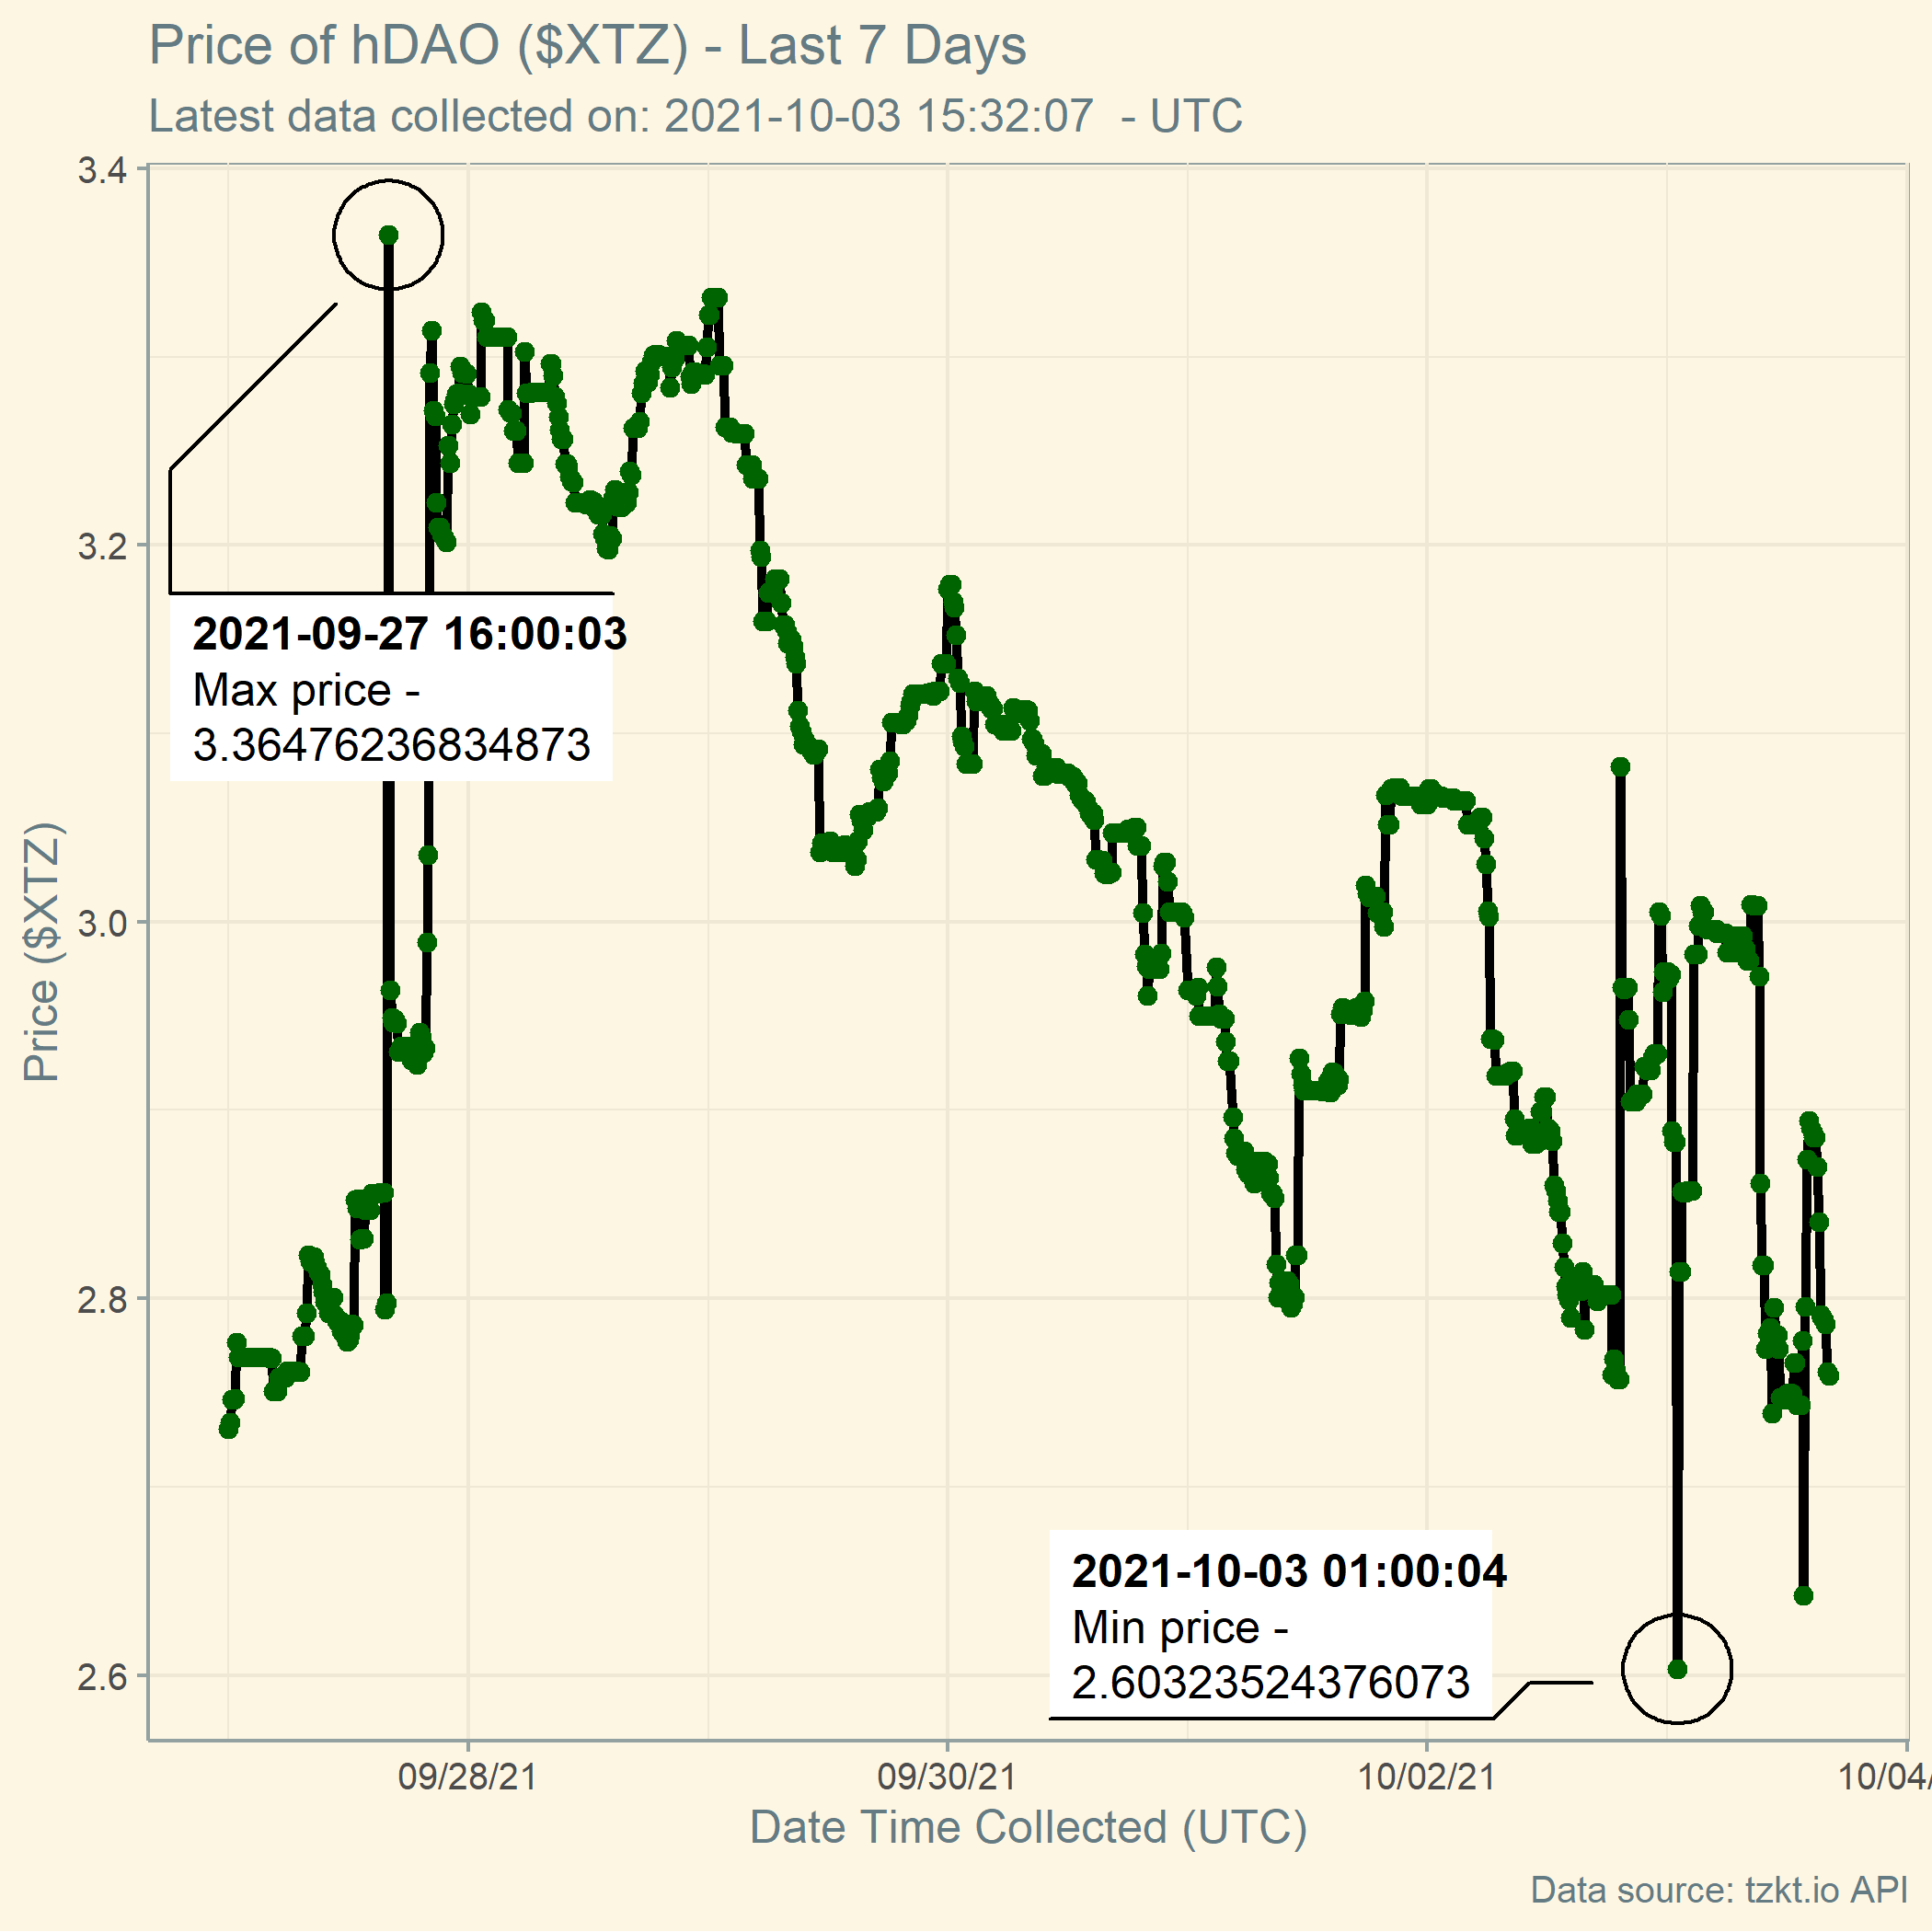 Price of hDAO ($XTZ) - Last 7 Days
Latest data collected on: 2021-10-03 15:32:07  - UTC
3.4
3.2
3.0
2.8
2.6
Price ($XTZ)
2021-09-27 16:00:03
Max price -
3.36476236834873
2021-10-03 01:00:04
Min price -
2.60323524376073
09/28/21
09/30/21
10/02/21
10/04/
Date Time Collected (UTC)
Data source: tzkt.io API